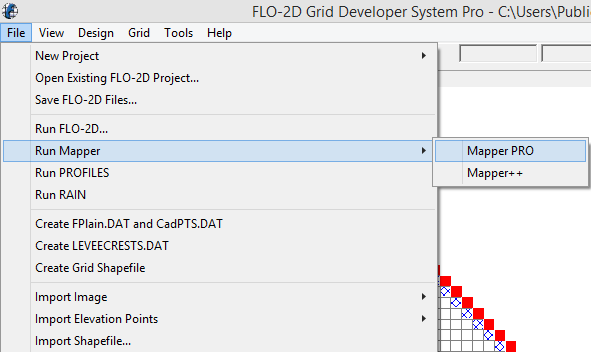 FLO-2D Grid Developer System Pro - C:\Users\Public
File View Design Grid Tools Help
New Project
Open Existing FLO-2D Project...
Save FLO-2D Files...
Run FLO-2D...
Run Mapper
Mapper PRO
Run PROFILES
Mapper++
Run RAIN
Create FPlain.DAT and CadPTS.DAT
Create LEVEECRESTS.DAT
Create Grid Shapefile
Import Image
Import Elevation Points
Import Shapefile...